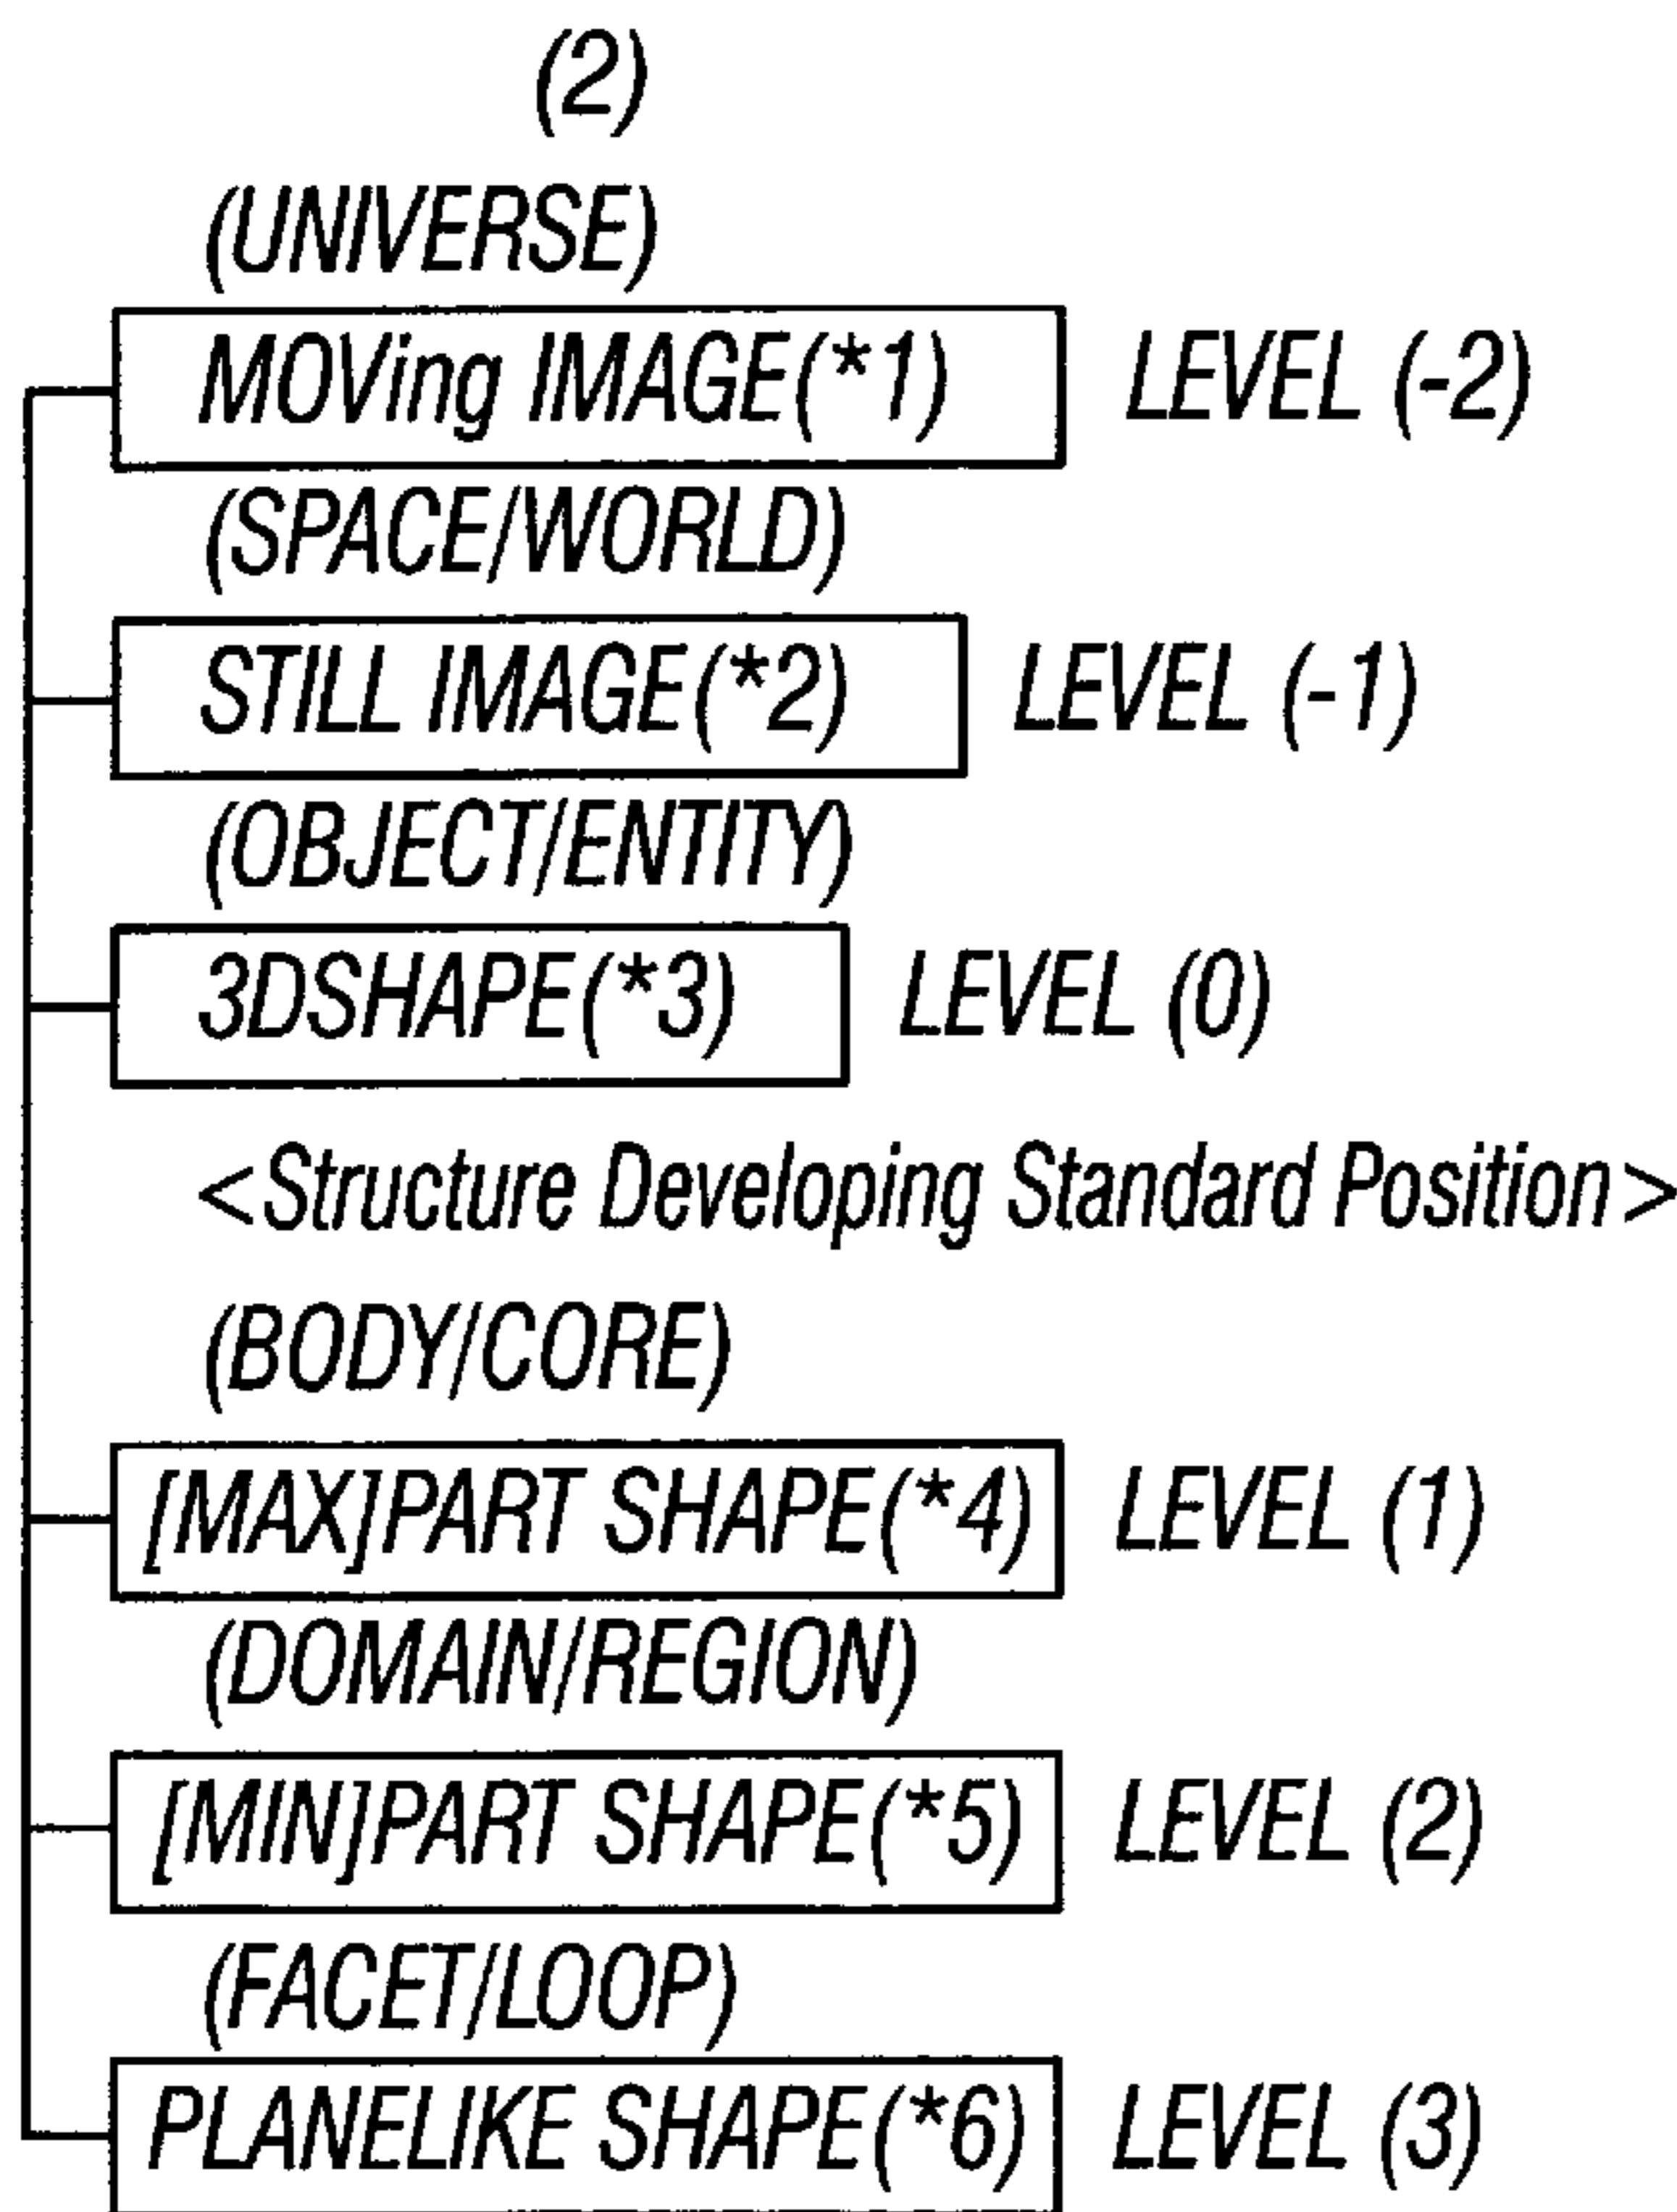 (2)
(UNIVERSE)
MOVing IMAGE(*1) LEVEL (-2)
(SPACE/WORLD)
STILL IMAGE(*2) LEVEL (-1)
(OBJECT/ENTITY)
3DSHAPE(*3) LEVEL (0)
<Structure Developing Standard Position>
(BODY/CORE)
[MAX]PART SHAPE(*4) LEVEL (1)
(DOMAIN/REGION)
[MIN]PART SHAPE(*5) LEVEL (2)
(FACET/LOOP)
PLANELIKE SHAPE(*6) LEVEL (3)